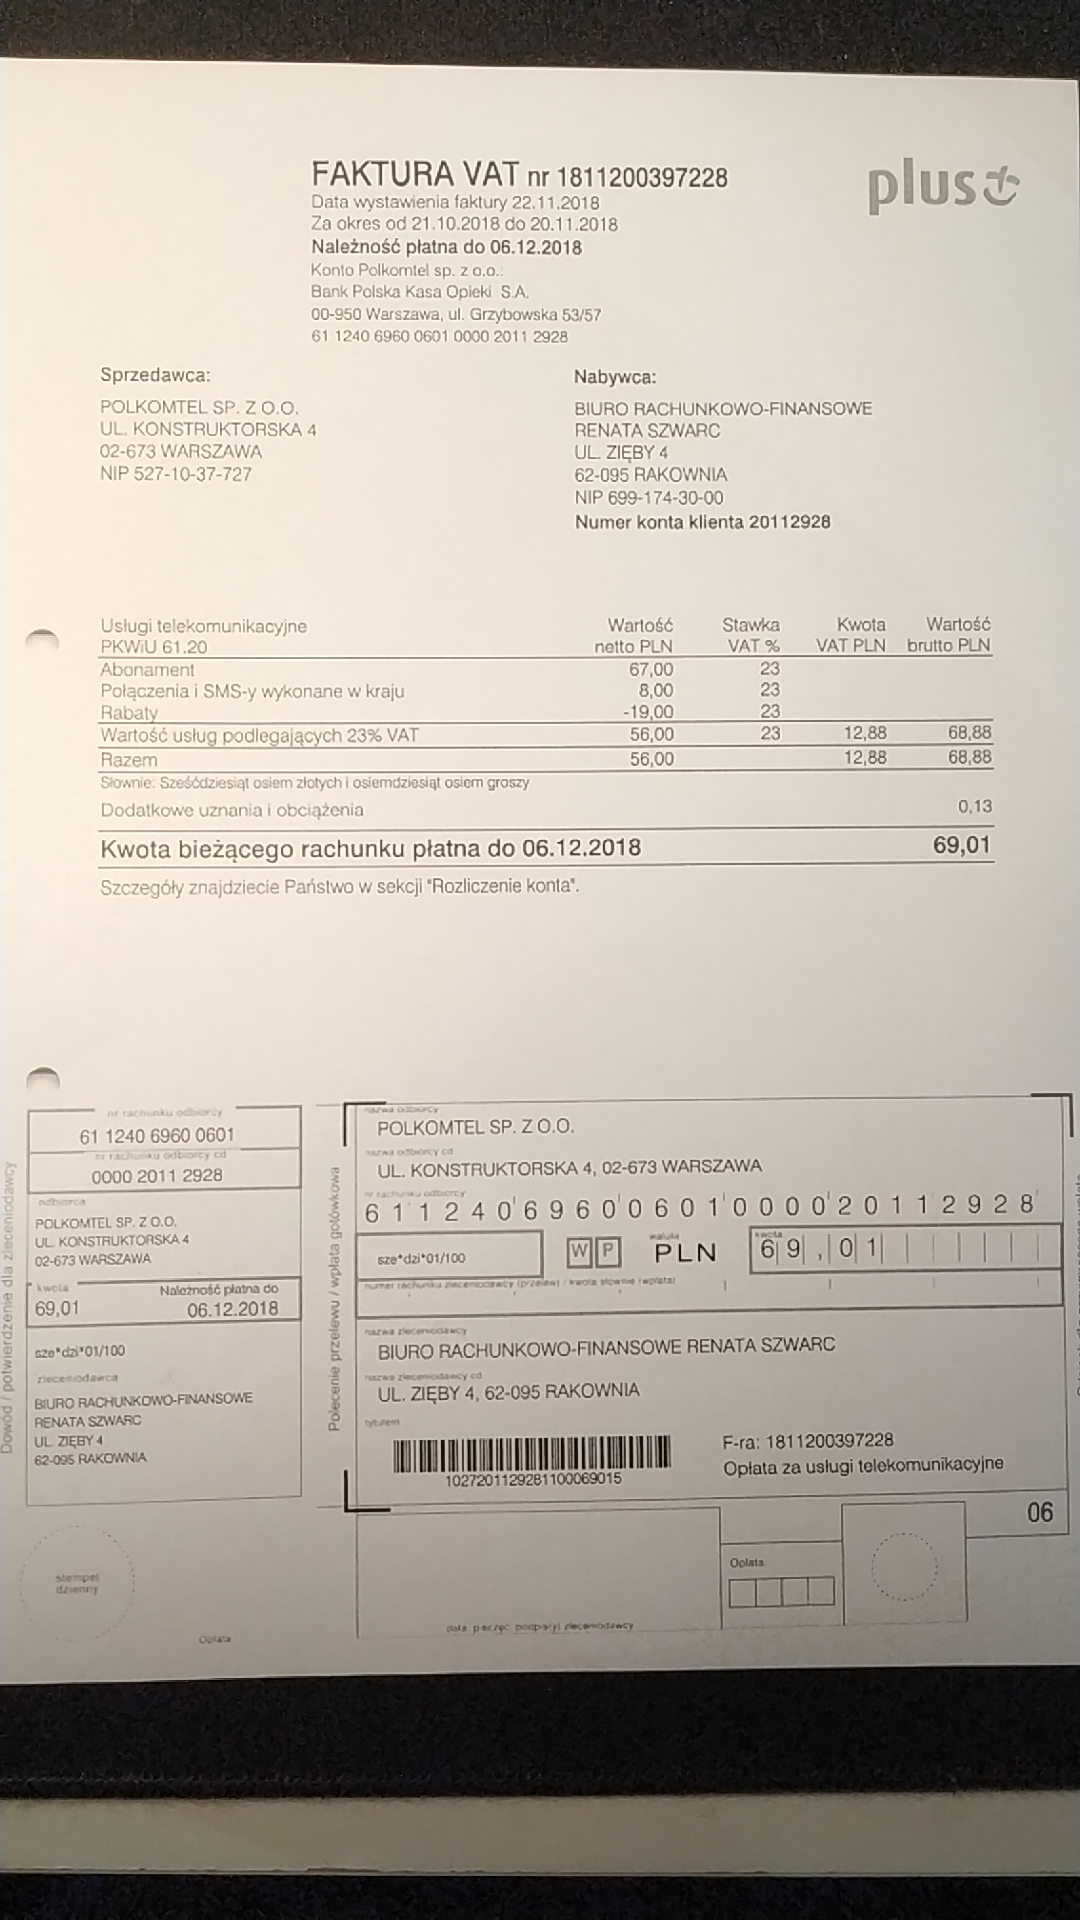 FAKTURA VAT nr 1811200397228
plus
Data wystawienia faktury 22.11.2018
Za okres od 21.10.2018 do 20.11.2018
Należność płatna do 06.12.2018
Konto Polkomtel sp. z o.o.:
Bank Polska Kasa Opieki S.A.
00-950 Warszawa, ul. Grzybowska 53/57
61 1240 6960 0601 0000 2011 2928
Sprzedawca:
POLKOMTEL SP. Z O.O.
UL. KONSTRUKTORSKA 4
02-673 WARSZAWA
NIP 527-10-37-727
Nabywca:
BIURO RACHUNKOWO-FINANSOWE
RENATA SZWARC
UL. ZIĘBY 4
62-095 RAKOWNIA
NIP 699-174-30-00
Numer konta klienta 20112928
Usługi telekomunikacyjne Wartość Stawka Kwota Wartość
PKWiU 61.20 netto PLN VAT % VAT PLN brutto PLN
Abonament 67,00 23
Połączenia i SMS-y wykonane w kraju 8,00 23
Rabaty -19,00 23
Wartość usług podlegających 23% VAT 56,00 23 12,88 68,88
Razem 56,00 12,88 68,88
Słownie: Sześćdziesiąt osiem złotych i osiemdziesiąt osiem groszy
Dodatkowe uznania i obciążenia 0,13
Kwota bieżącego rachunku płatna do 06.12.2018 69,01
Szczegóły znajdziecie Państwo w sekcji "Rozliczenie konta".
Dowód / potwierdzenie dla zleceniodawcy
nr rachunku odbiorcy
61 1240 6960 0601
nr rachunku odbiorcy cd
0000 2011 2928
odbiorca
POLKOMTEL SP. Z O.O.
UL. KONSTRUKTORSKA 4
02-673 WARSZAWA
kwota Należność płatna do
69,01 06.12.2018
sze*dzi*01/100
zleceniodawca
BIURO RACHUNKOWO-FINANSOWE
RENATA SZWARC
UL. ZIĘBY 4
62-095 RAKOWNIA
stempel
dzienny
Opłata
Polecenie przelewu / wpłata gotówkowa
nazwa odbiorcy
POLKOMTEL SP. Z O.O.
nazwa odbiorcy cd
UL. KONSTRUKTORSKA 4, 02-673 WARSZAWA
nr rachunku odbiorcy
61124069600601000020112928
sze*dzi*01/100 W P waluta PLN kwota 69,01
numer rachunku zleceniodawcy (przelew) / kwota słownie (wpłata)
nazwa zleceniodawcy
BIURO RACHUNKOWO-FINANSOWE RENATA SZWARC
nazwa zleceniodawcy cd
UL. ZIĘBY 4, 62-095 RAKOWNIA
tytułem
F-ra: 1811200397228
Opłata za usługi telekomunikacyjne
1027201129281100069015
06
Opłata
data pieczęć podpis(y) zleceniodawcy